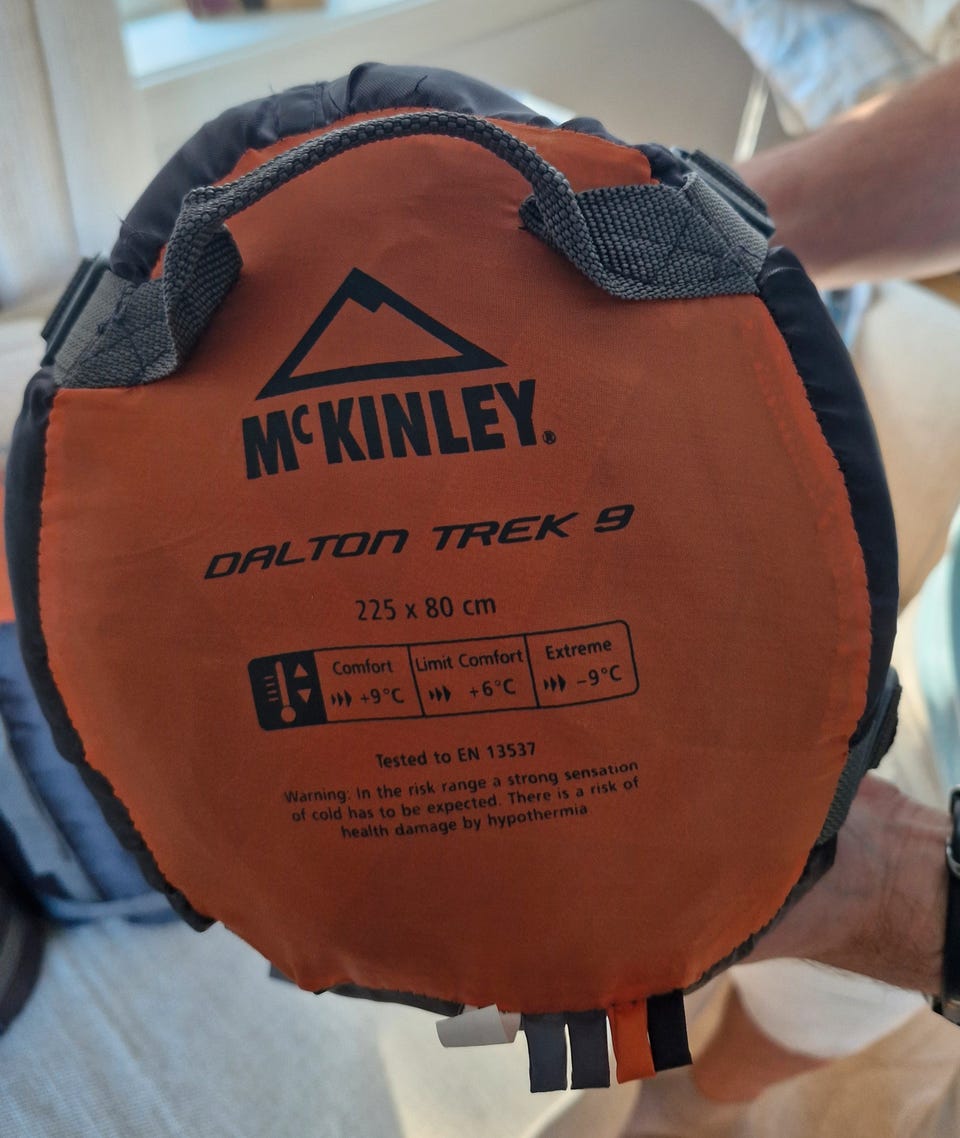 McKINLEY®
DALTON TREK 9
225 x 80 cm
Comfort Limit Comfort Extreme
+9°C +6°C -9°C
Tested to EN 13537
Warning: In the risk range a strong sensation
of cold has to be expected. There is a risk of
health damage by hypothermia